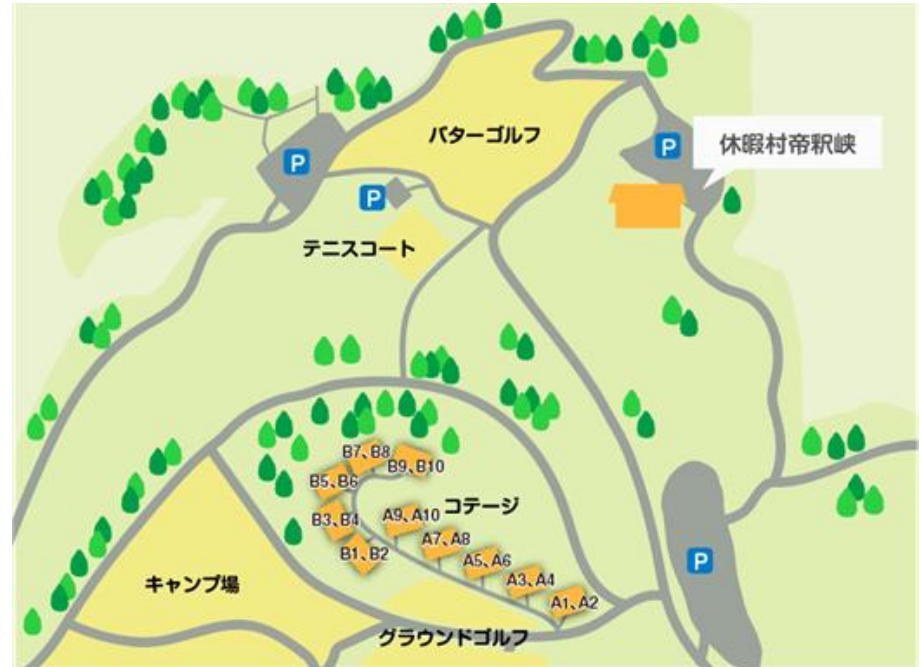 パターゴルフ
P
休暇村帝釈峡
P
P
テニスコート
B7、B8
B9、B10
B5、B6
コテージ
A9、A10
B3、B4
A7、A8
B1、B2
A5、A6
P
A3、A4
キャンプ場
A1、A2
グラウンドゴルフ